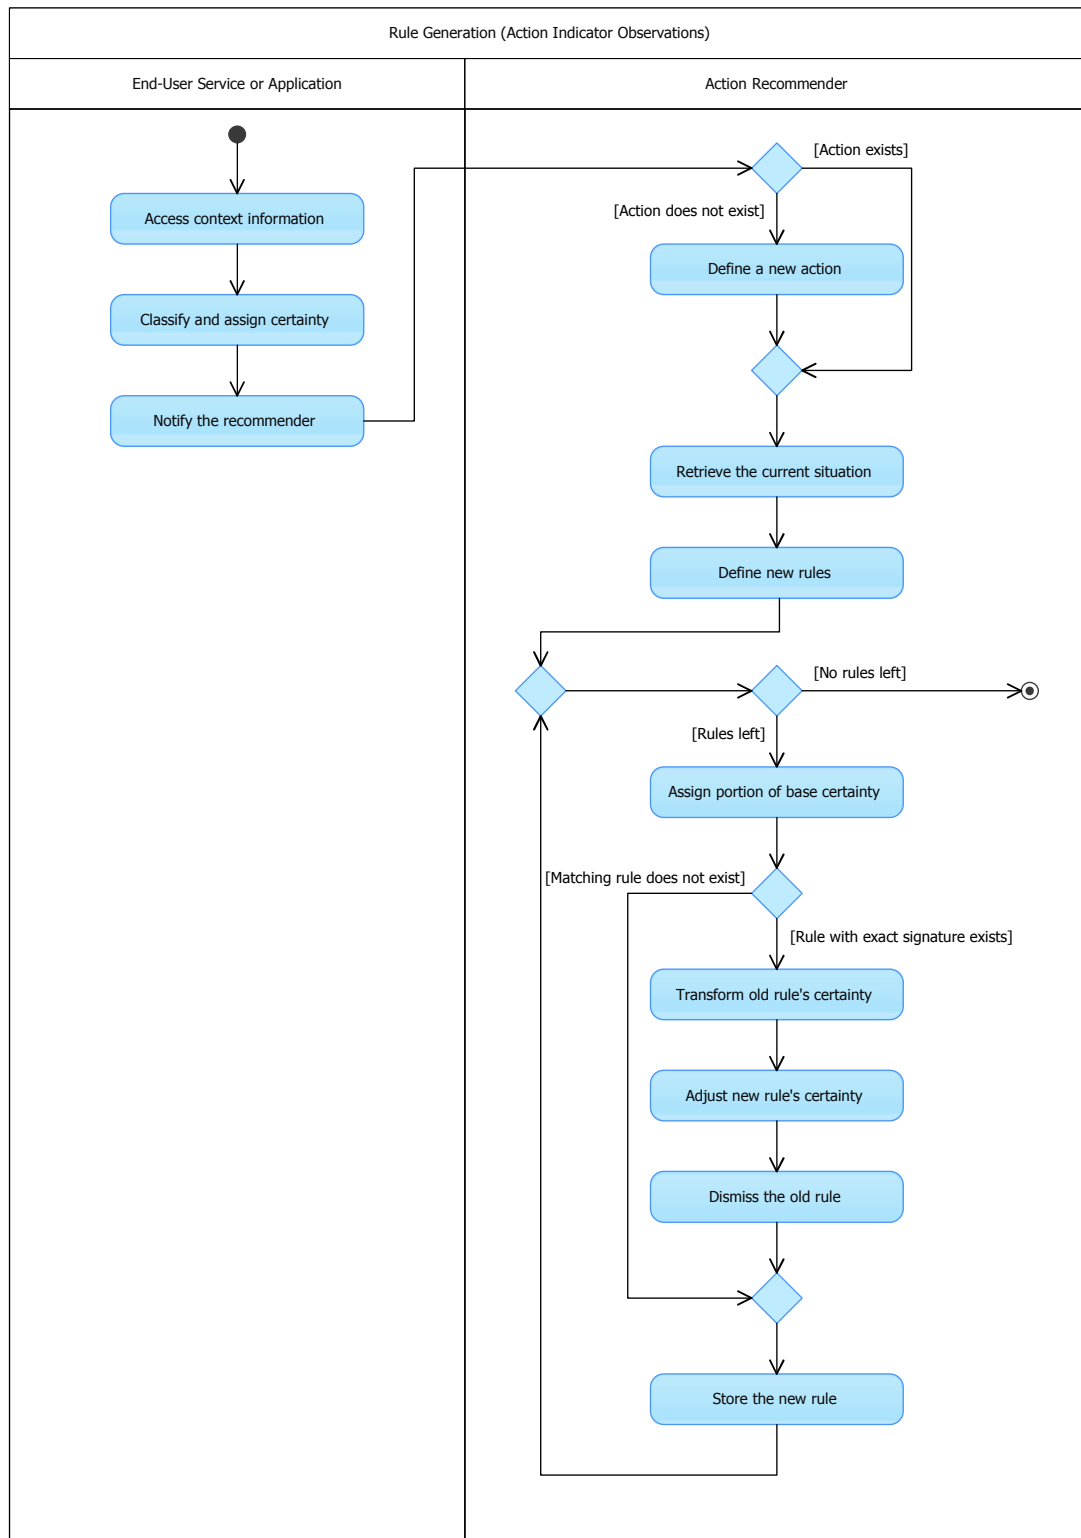 Rule Generation (Action Indicator Observations)
End-User Service or Application
Action Recommender
Access context information
Classify and assign certainty
Notify the recommender
[Action exists]
[Action does not exist]
Define a new action
Retrieve the current situation
Define new rules
[No rules left]
[Rules left]
Assign portion of base certainty
[Matching rule does not exist]
[Rule with exact signature exists]
Transform old rule's certainty
Adjust new rule's certainty
Dismiss the old rule
Store the new rule